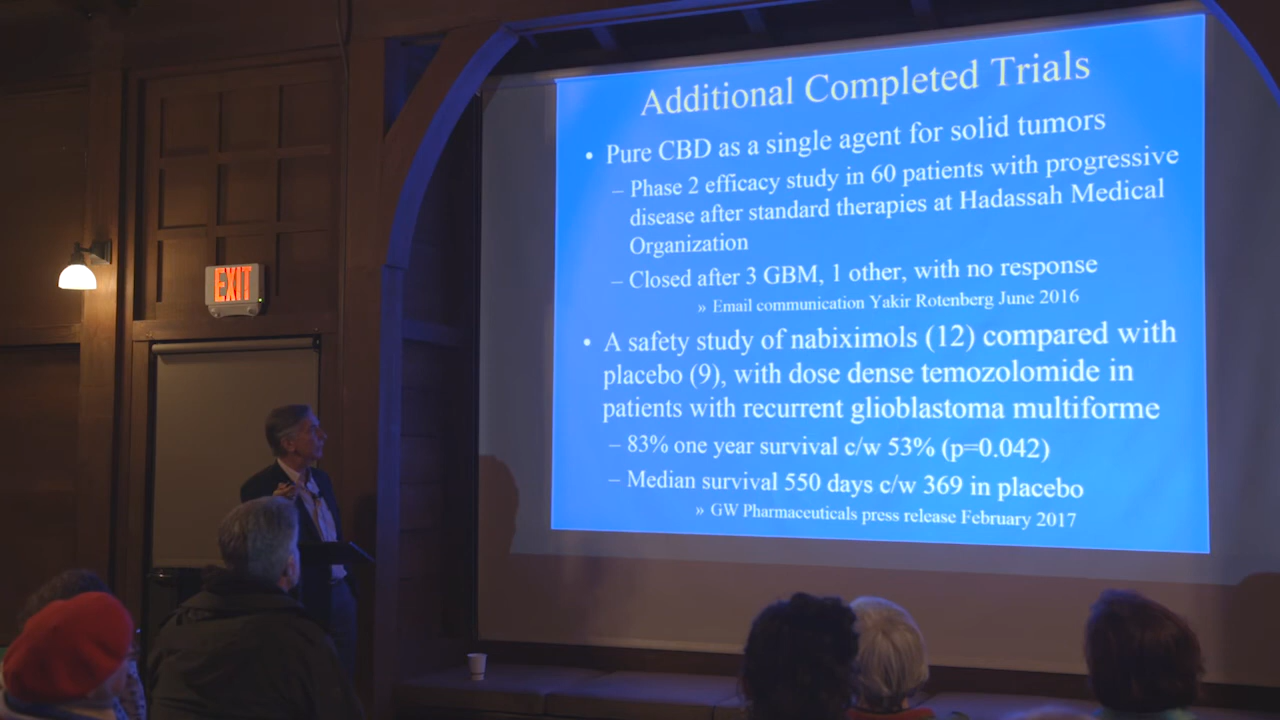 Additional Completed Trials
• Pure CBD as a single agent for solid tumors
– Phase 2 efficacy study in 60 patients with progressive
disease after standard therapies at Hadassah Medical
Organization
– Closed after 3 GBM, 1 other, with no response
» Email communication Yakir Rotenberg June 2016
• A safety study of nabiximols (12) compared with
placebo (9), with dose dense temozolomide in
patients with recurrent glioblastoma multiforme
– 83% one year survival c/w 53% (p=0.042)
– Median survival 550 days c/w 369 in placebo
» GW Pharmaceuticals press release February 2017
EXIT